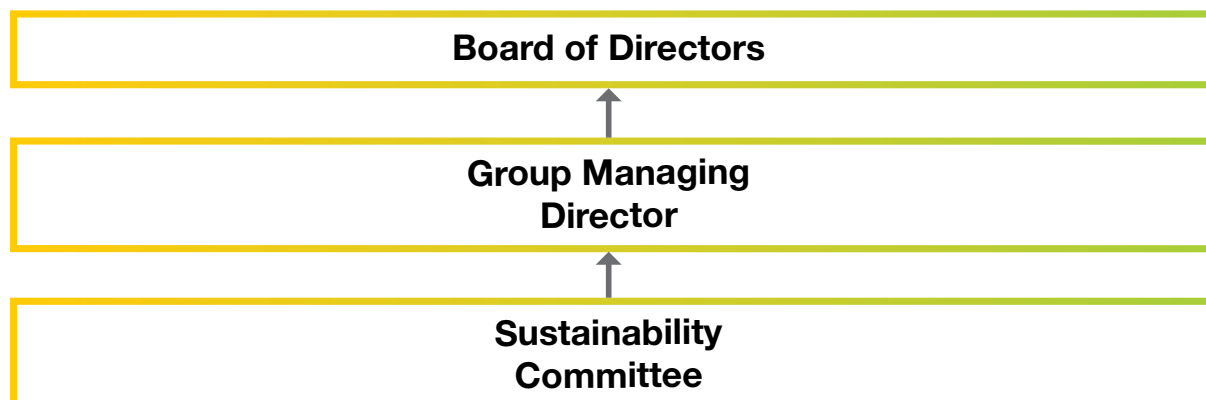 Board of Directors
Group Managing
Director
Sustainability
Committee